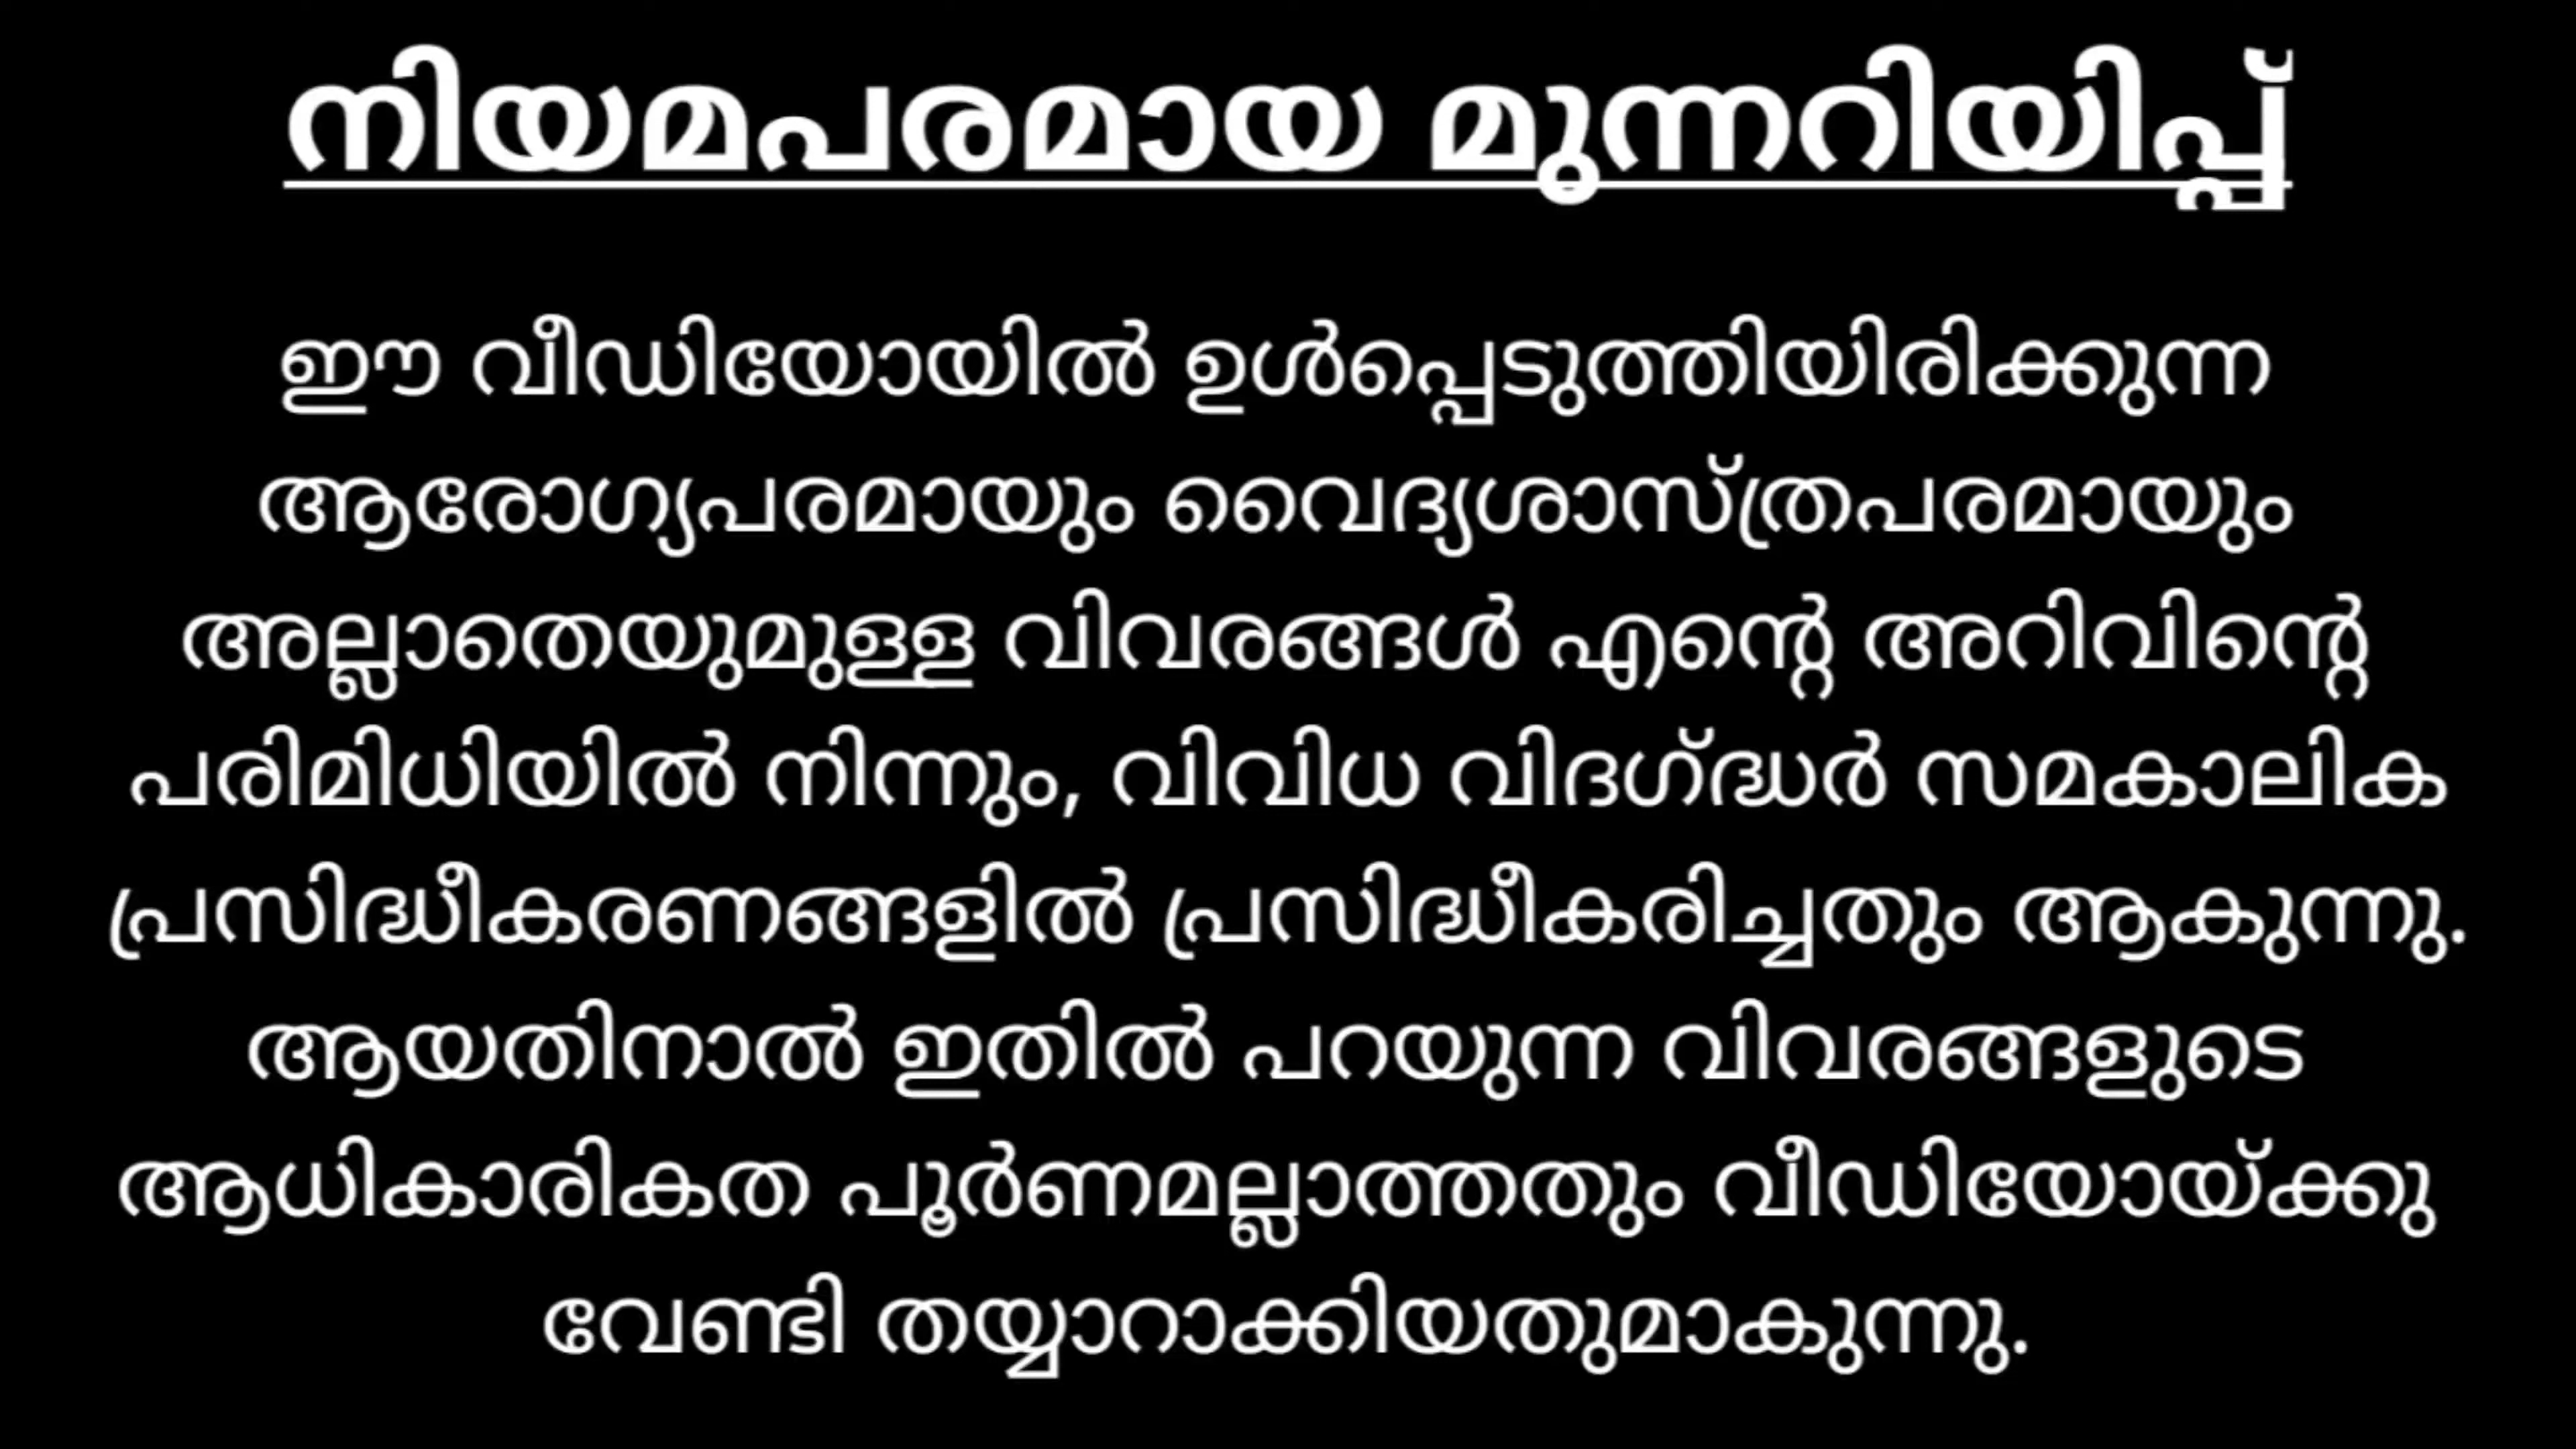 നിയമപരമായ മുന്നറിയിപ്പ്
ഈ വീഡിയോയിൽ ഉൾപ്പെടുത്തിയിരിക്കുന്ന
ആരോഗ്യപരമായും വൈദ്യശാസ്ത്രപരമായും
അല്ലാതെയുമുള്ള വിവരങ്ങൾ എന്റെ അറിവിന്റെ
പരിമിധിയിൽ നിന്നും, വിവിധ വിദഗ്ദ്ധർ സമകാലിക
പ്രസിദ്ധീകരണങ്ങളിൽ പ്രസിദ്ധീകരിച്ചതും ആകുന്നു.
ആയതിനാൽ ഇതിൽ പറയുന്ന വിവരങ്ങളുടെ
ആധികാരികത പൂർണമല്ലാത്തതും വീഡിയോയ്ക്കു
വേണ്ടി തയ്യാറാക്കിയതുമാകുന്നു.